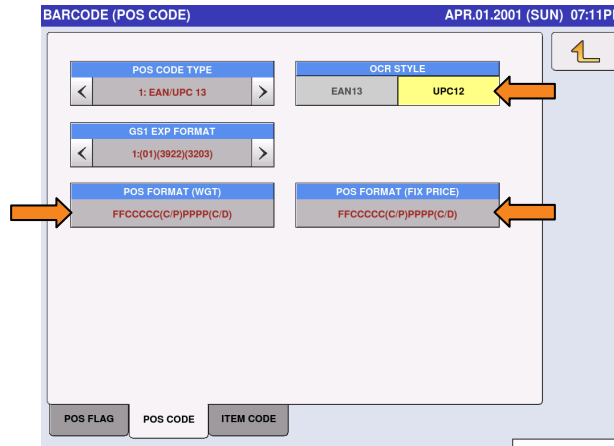 BARCODE (POS CODE) APR.01.2001 (SUN) 07:11P
POS CODE TYPE
< 1: EAN/UPC 13 >
OCR STYLE
EAN13 UPC12
GS1 EXP FORMAT
< 1:(01)(3922)(3203) >
POS FORMAT (WGT)
FFCCCCC(C/P)PPPP(C/D)
POS FORMAT (FIX PRICE)
FFCCCCC(C/P)PPPP(C/D)
POS FLAG POS CODE ITEM CODE